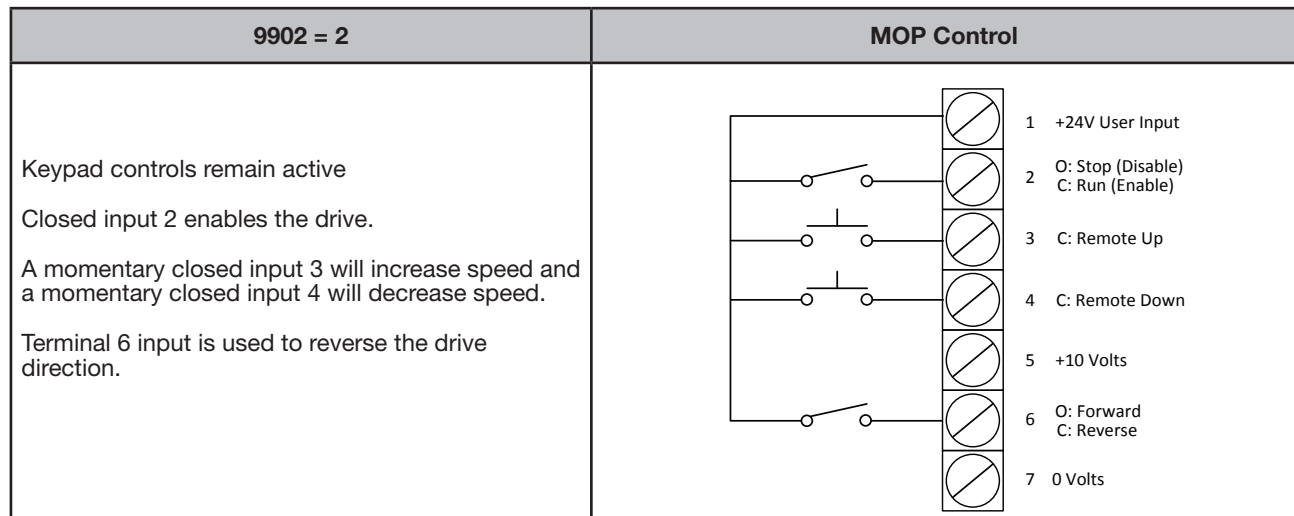 9902 = 2
MOP Control
Keypad controls remain active
Closed input 2 enables the drive.
A momentary closed input 3 will increase speed and
a momentary closed input 4 will decrease speed.
Terminal 6 input is used to reverse the drive
direction.
1 +24V User Input
2 O: Stop (Disable)
C: Run (Enable)
3 C: Remote Up
4 C: Remote Down
5 +10 Volts
6 O: Forward
C: Reverse
7 0 Volts